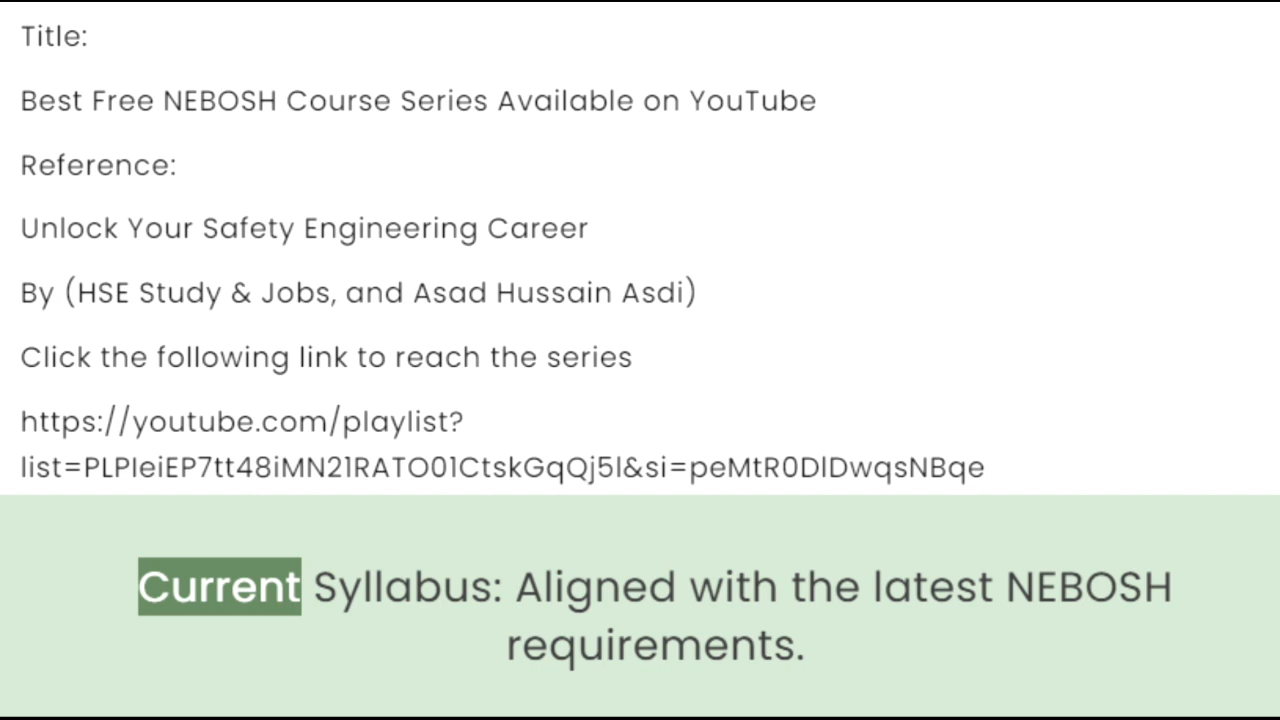 Title:
Best Free NEBOSH Course Series Available on YouTube
Reference:
Unlock Your Safety Engineering Career
By (HSE Study & Jobs, and Asad Hussain Asdi)
Click the following link to reach the series
https://youtube.com/playlist?
list=PLPIeiEP7tt48iMN21RATO01CtskGqQj5l&si=peMtR0DlDwqsNBqe
Current Syllabus: Aligned with the latest NEBOSH
requirements.